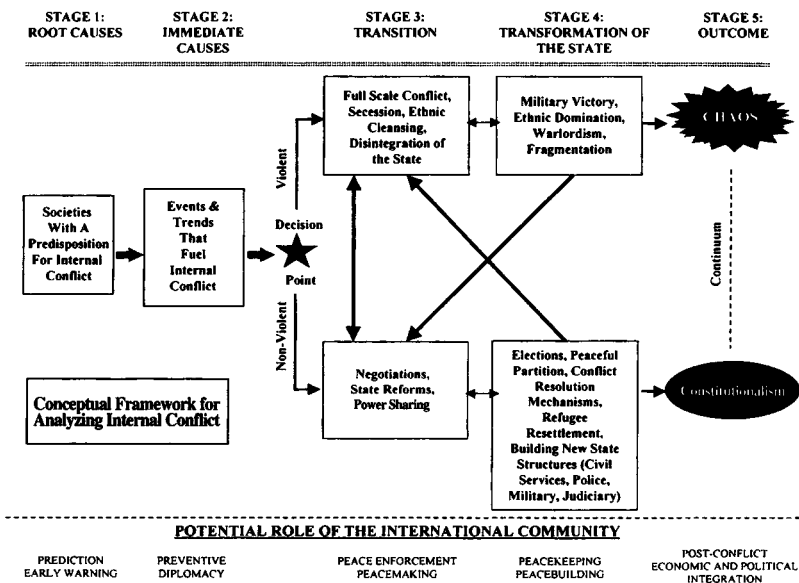 STAGE 1:
ROOT CAUSES
STAGE 2:
IMMEDIATE
CAUSES
STAGE 3:
TRANSITION
STAGE 4:
TRANSFORMATION OF
THE STATE
STAGE 5:
OUTCOME
Societies
With A
Predisposition
For Internal
Conflict
Events &
Trends
That
Fuel
Internal
Conflict
Violent
Decision
Point
Non-Violent
Full Scale Conflict,
Secession, Ethnic
Cleansing,
Disintegration of
the State
Military Victory,
Ethnic Domination,
Warlordism,
Fragmentation
CHAOS
Continuum
Negotiations,
State Reforms,
Power Sharing
Elections, Peaceful
Partition, Conflict
Resolution
Mechanisms,
Refugee
Resettlement,
Building New State
Structures (Civil
Services, Police,
Military, Judiciary)
Constitutionalism
Conceptual Framework for
Analyzing Internal Conflict
POTENTIAL ROLE OF THE INTERNATIONAL COMMUNITY
PREDICTION
EARLY WARNING
PREVENTIVE
DIPLOMACY
PEACE ENFORCEMENT
PEACEMAKING
PEACEKEEPING
PEACEBUILDING
POST-CONFLICT
ECONOMIC AND POLITICAL
INTEGRATION